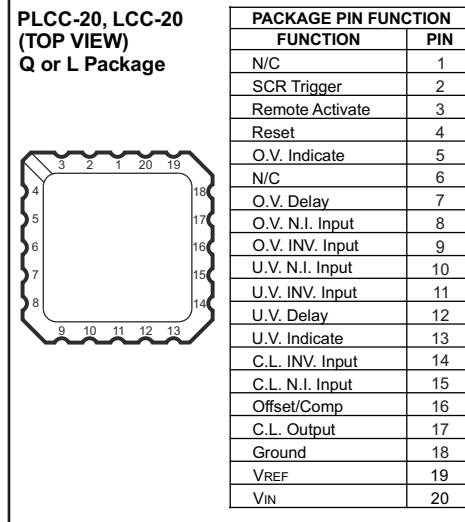 PLCC-20, LCC-20
(TOP VIEW)
Q or L Package
3 2 1 20 19
4 18
5 17
6 16
7 15
8 14
9 10 11 12 13
PACKAGE PIN FUNCTION
FUNCTION PIN
N/C 1
SCR Trigger 2
Remote Activate 3
Reset 4
O.V. Indicate 5
N/C 6
O.V. Delay 7
O.V. N.I. Input 8
O.V. INV. Input 9
U.V. N.I. Input 10
U.V. INV. Input 11
U.V. Delay 12
U.V. Indicate 13
C.L. INV. Input 14
C.L. N.I. Input 15
Offset/Comp 16
C.L. Output 17
Ground 18
VREF 19
VIN 20